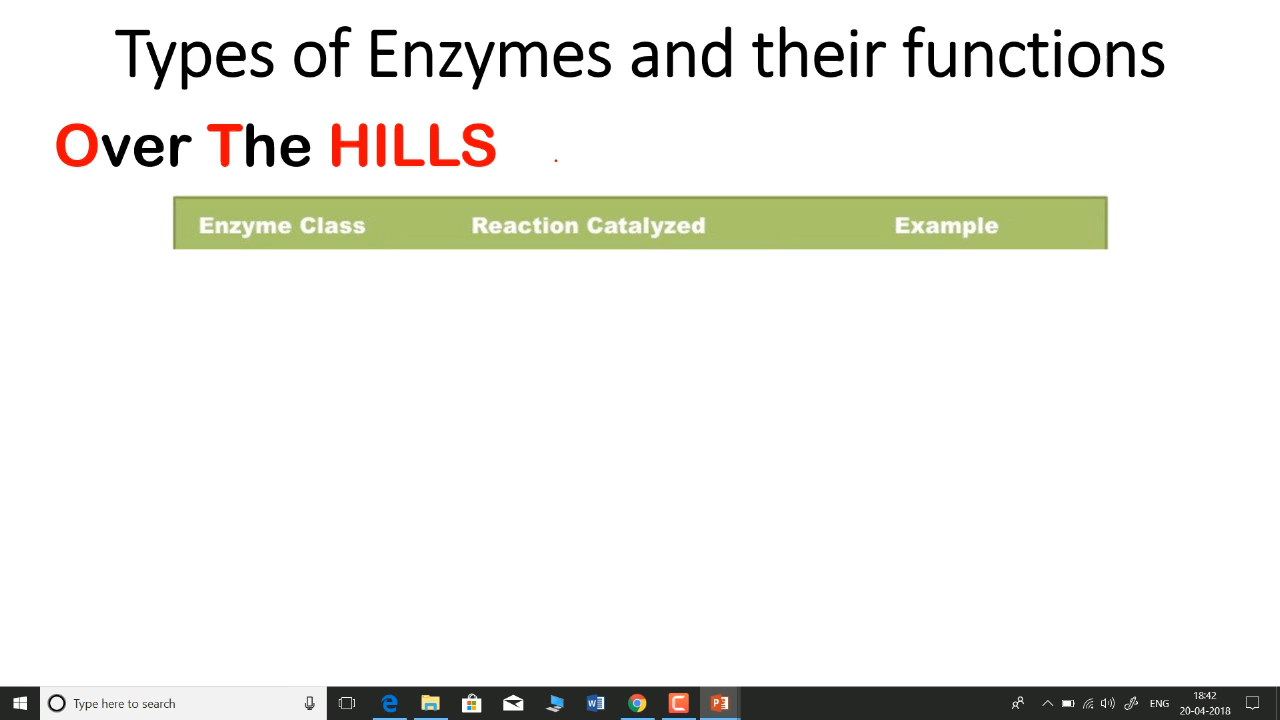 Types of Enzymes and their functions
Over The HILLS
Enzyme Class Reaction Catalyzed Example
Type here to search
ENG
18:42
20-04-2018